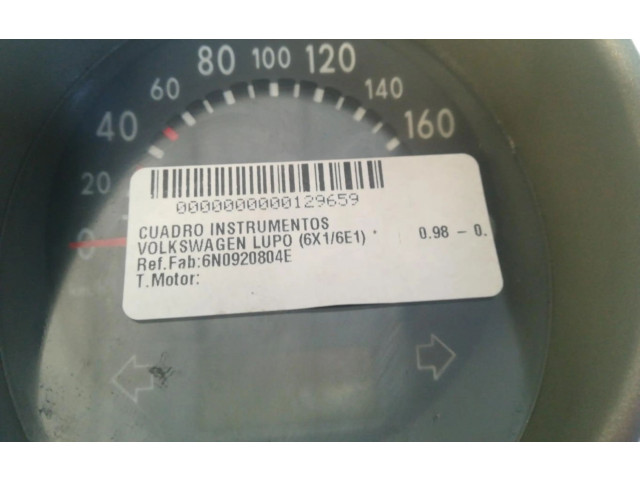 80 100 120
60 140
40 160
20
0
0000000000129659
CUADRO INSTRUMENTOS
VOLKSWAGEN LUPO (6X1/6E1) * 0.98 - 0.
Ref.Fab:6N0920804E
T.Motor: